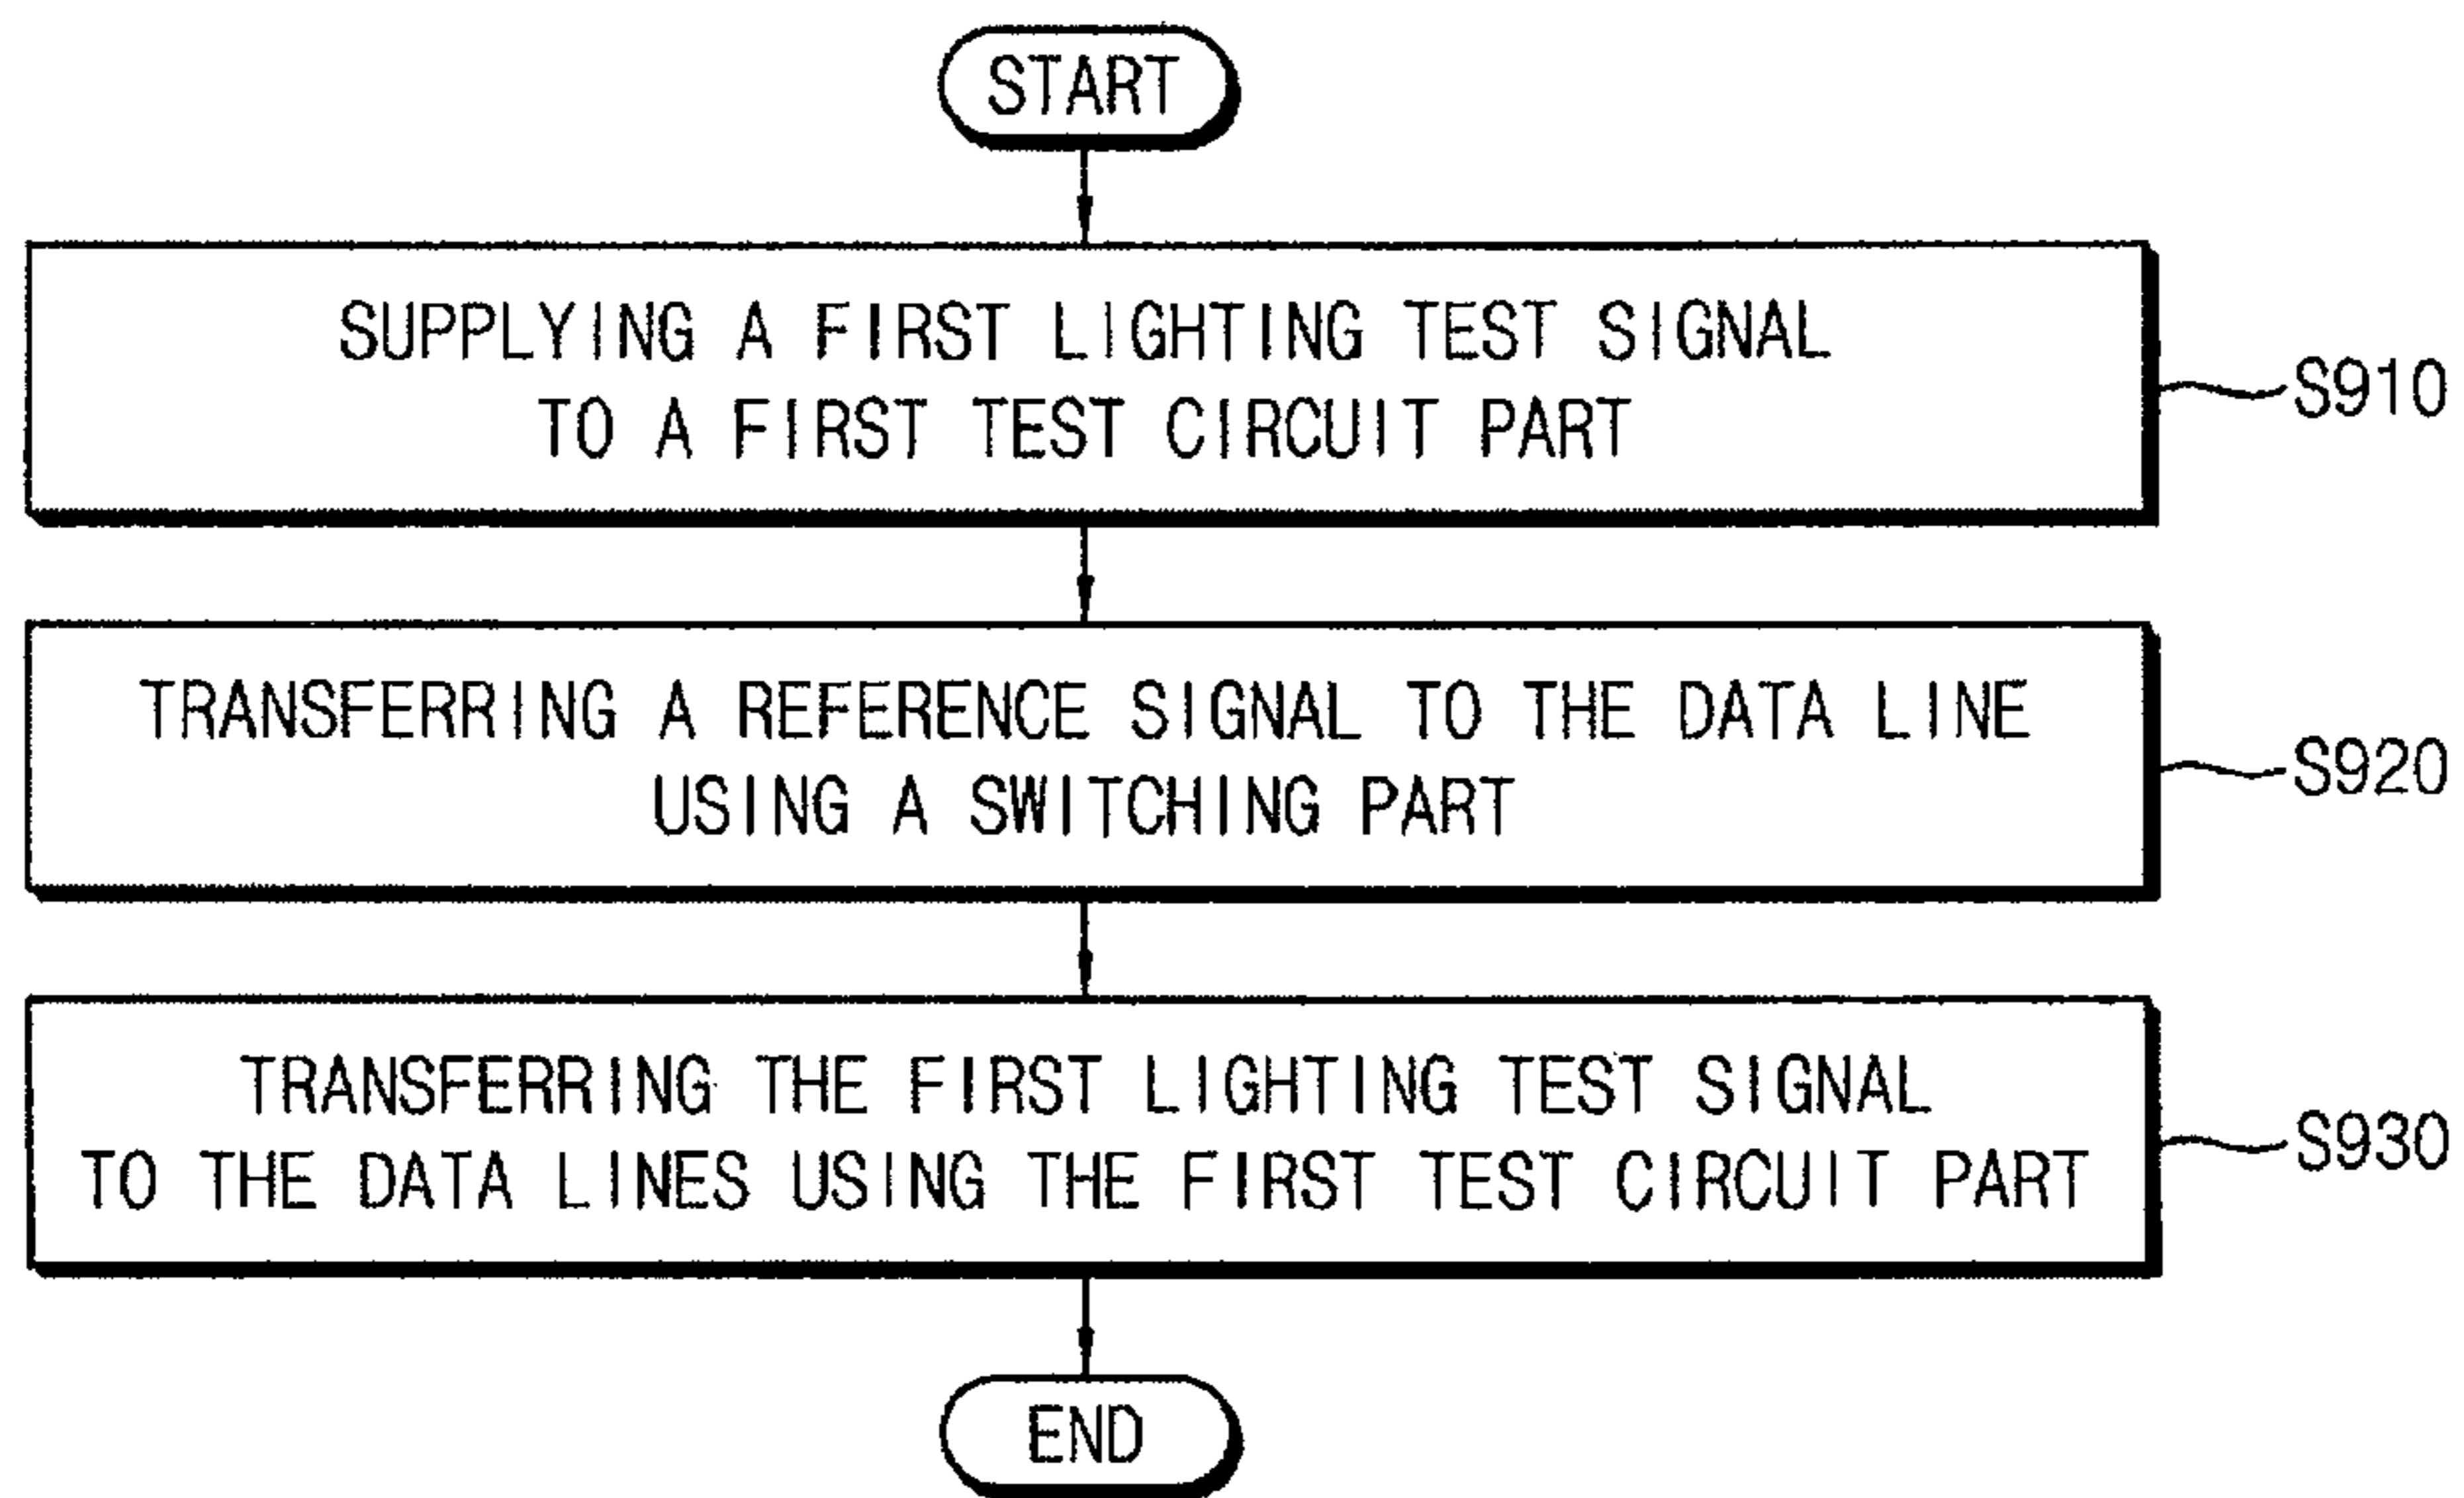 START
SUPPLYING A FIRST LIGHTING TEST SIGNAL
TO A FIRST TEST CIRCUIT PART
S910
TRANSFERRING A REFERENCE SIGNAL TO THE DATA LINE
USING A SWITCHING PART
S920
TRANSFERRING THE FIRST LIGHTING TEST SIGNAL
TO THE DATA LINES USING THE FIRST TEST CIRCUIT PART
S930
END